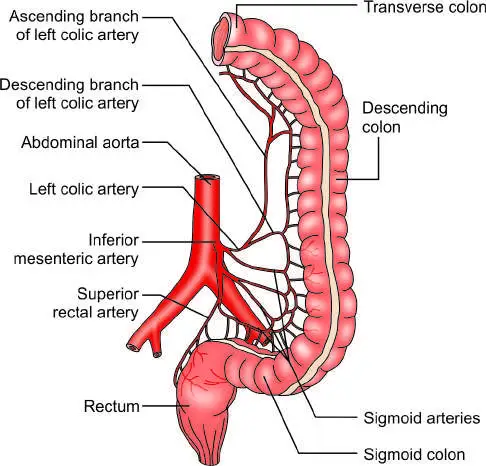 Ascending branch
of left colic artery
Transverse colon
Descending branch
of left colic artery
Descending
colon
Abdominal aorta
Left colic artery
Inferior
mesenteric artery
Superior
rectal artery
Rectum
Sigmoid arteries
Sigmoid colon